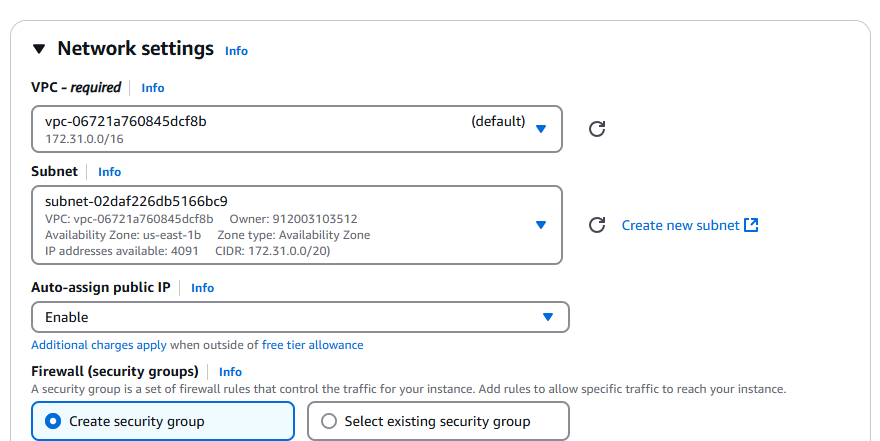 Network settings Info
VPC - required Info
vpc-06721a760845dcf8b (default)
172.31.0.0/16
Subnet Info
subnet-02daf226db5166bc9
VPC: vpc-06721a760845dcf8b Owner: 912003103512
Availability Zone: us-east-1b Zone type: Availability Zone
IP addresses available: 4091 CIDR: 172.31.0.0/20)
Create new subnet
Auto-assign public IP Info
Enable
Additional charges apply when outside of free tier allowance
Firewall (security groups) Info
A security group is a set of firewall rules that control the traffic for your instance. Add rules to allow specific traffic to reach your instance.
Create security group Select existing security group